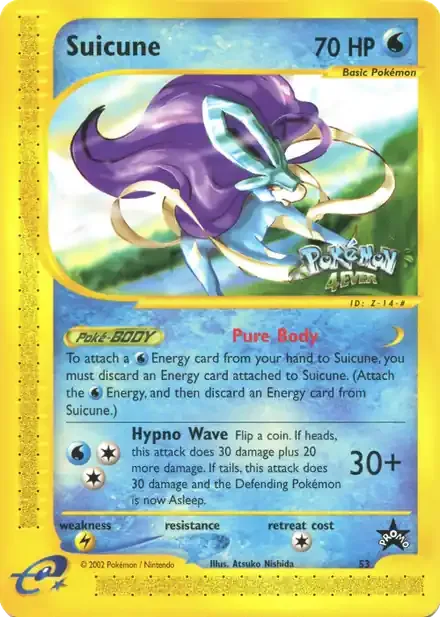 Suicune 70 HP
Basic Pokémon
POKéMON
4EVER
ID: Z-14-#
Poké-BODY Pure Body
To attach a Energy card from your hand to Suicune, you
must discard an Energy card attached to Suicune. (Attach
the Energy, and then discard an Energy card from
Suicune.)
Hypno Wave Flip a coin. If heads,
this attack does 30 damage plus 20
more damage. If tails, this attack does
30 damage and the Defending Pokémon
is now Asleep.
30+
weakness resistance retreat cost
PROMO
e
© 2002 Pokémon / Nintendo Illus. Atsuko Nishida 53